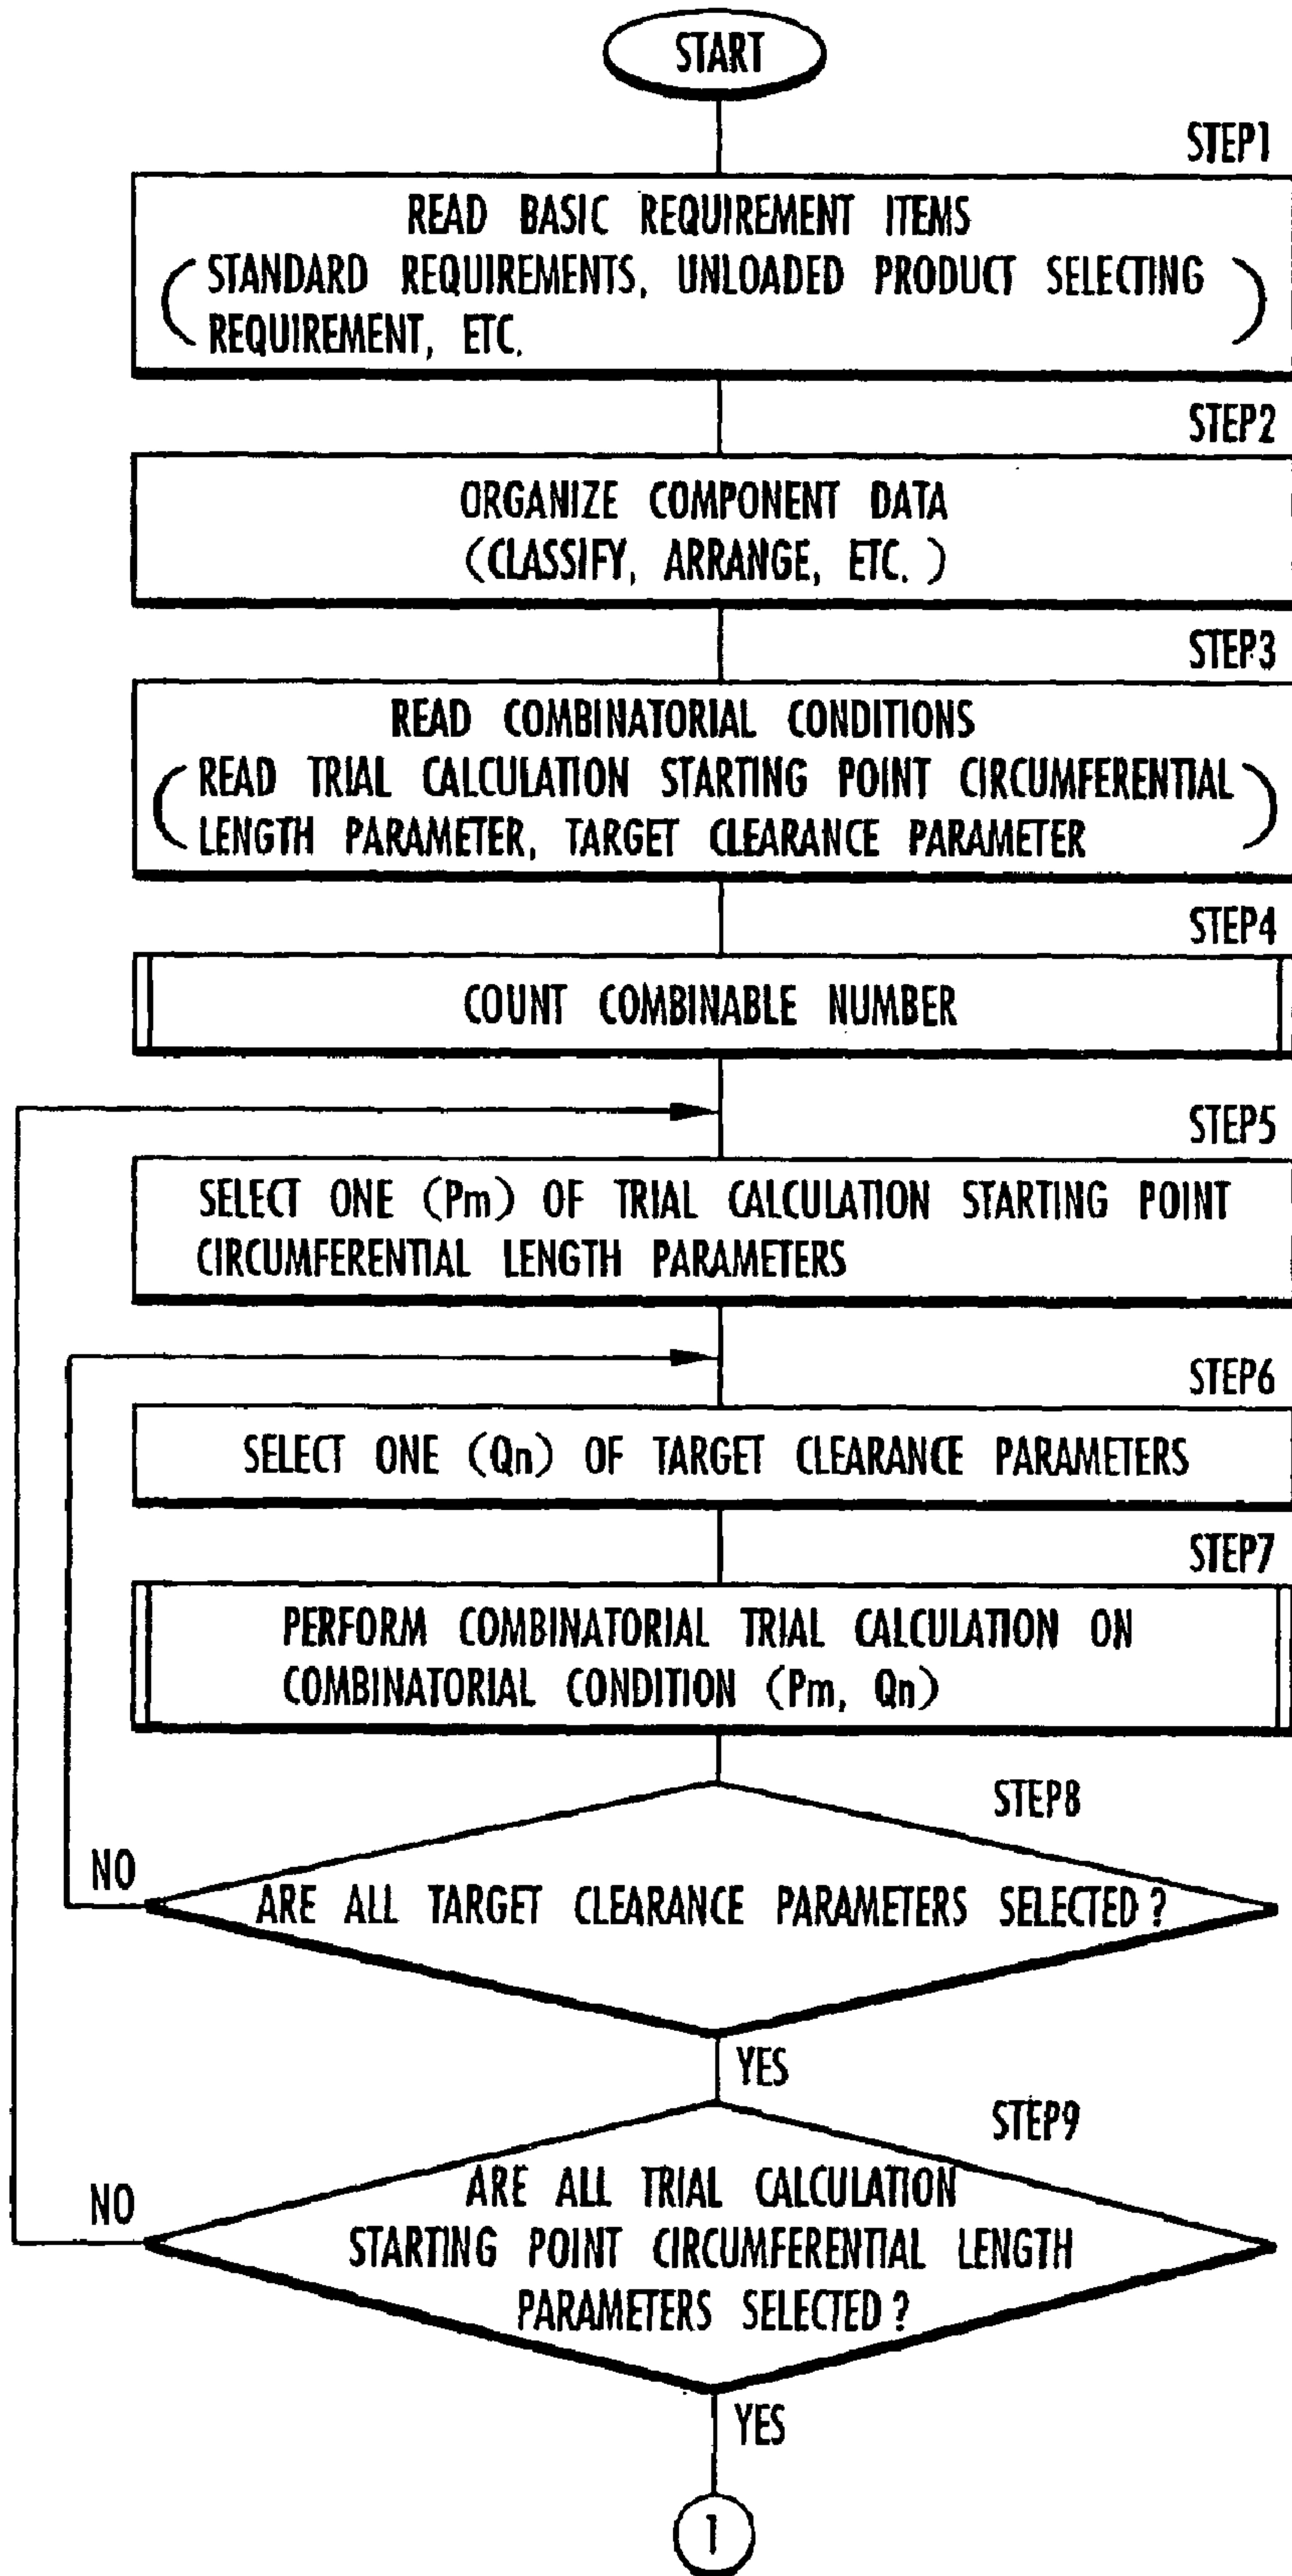 START
STEP1
READ BASIC REQUIREMENT ITEMS
(STANDARD REQUIREMENTS, UNLOADED PRODUCT SELECTING
REQUIREMENT, ETC.)
STEP2
ORGANIZE COMPONENT DATA
(CLASSIFY, ARRANGE, ETC.)
STEP3
READ COMBINATORIAL CONDITIONS
(READ TRIAL CALCULATION STARTING POINT CIRCUMFERENTIAL
LENGTH PARAMETER, TARGET CLEARANCE PARAMETER)
STEP4
COUNT COMBINABLE NUMBER
STEP5
SELECT ONE (Pm) OF TRIAL CALCULATION STARTING POINT
CIRCUMFERENTIAL LENGTH PARAMETERS
STEP6
SELECT ONE (Qn) OF TARGET CLEARANCE PARAMETERS
STEP7
PERFORM COMBINATORIAL TRIAL CALCULATION ON
COMBINATORIAL CONDITION (Pm, Qn)
STEP8
NO
ARE ALL TARGET CLEARANCE PARAMETERS SELECTED?
YES
STEP9
NO
ARE ALL TRIAL CALCULATION
STARTING POINT CIRCUMFERENTIAL LENGTH
PARAMETERS SELECTED?
YES
1